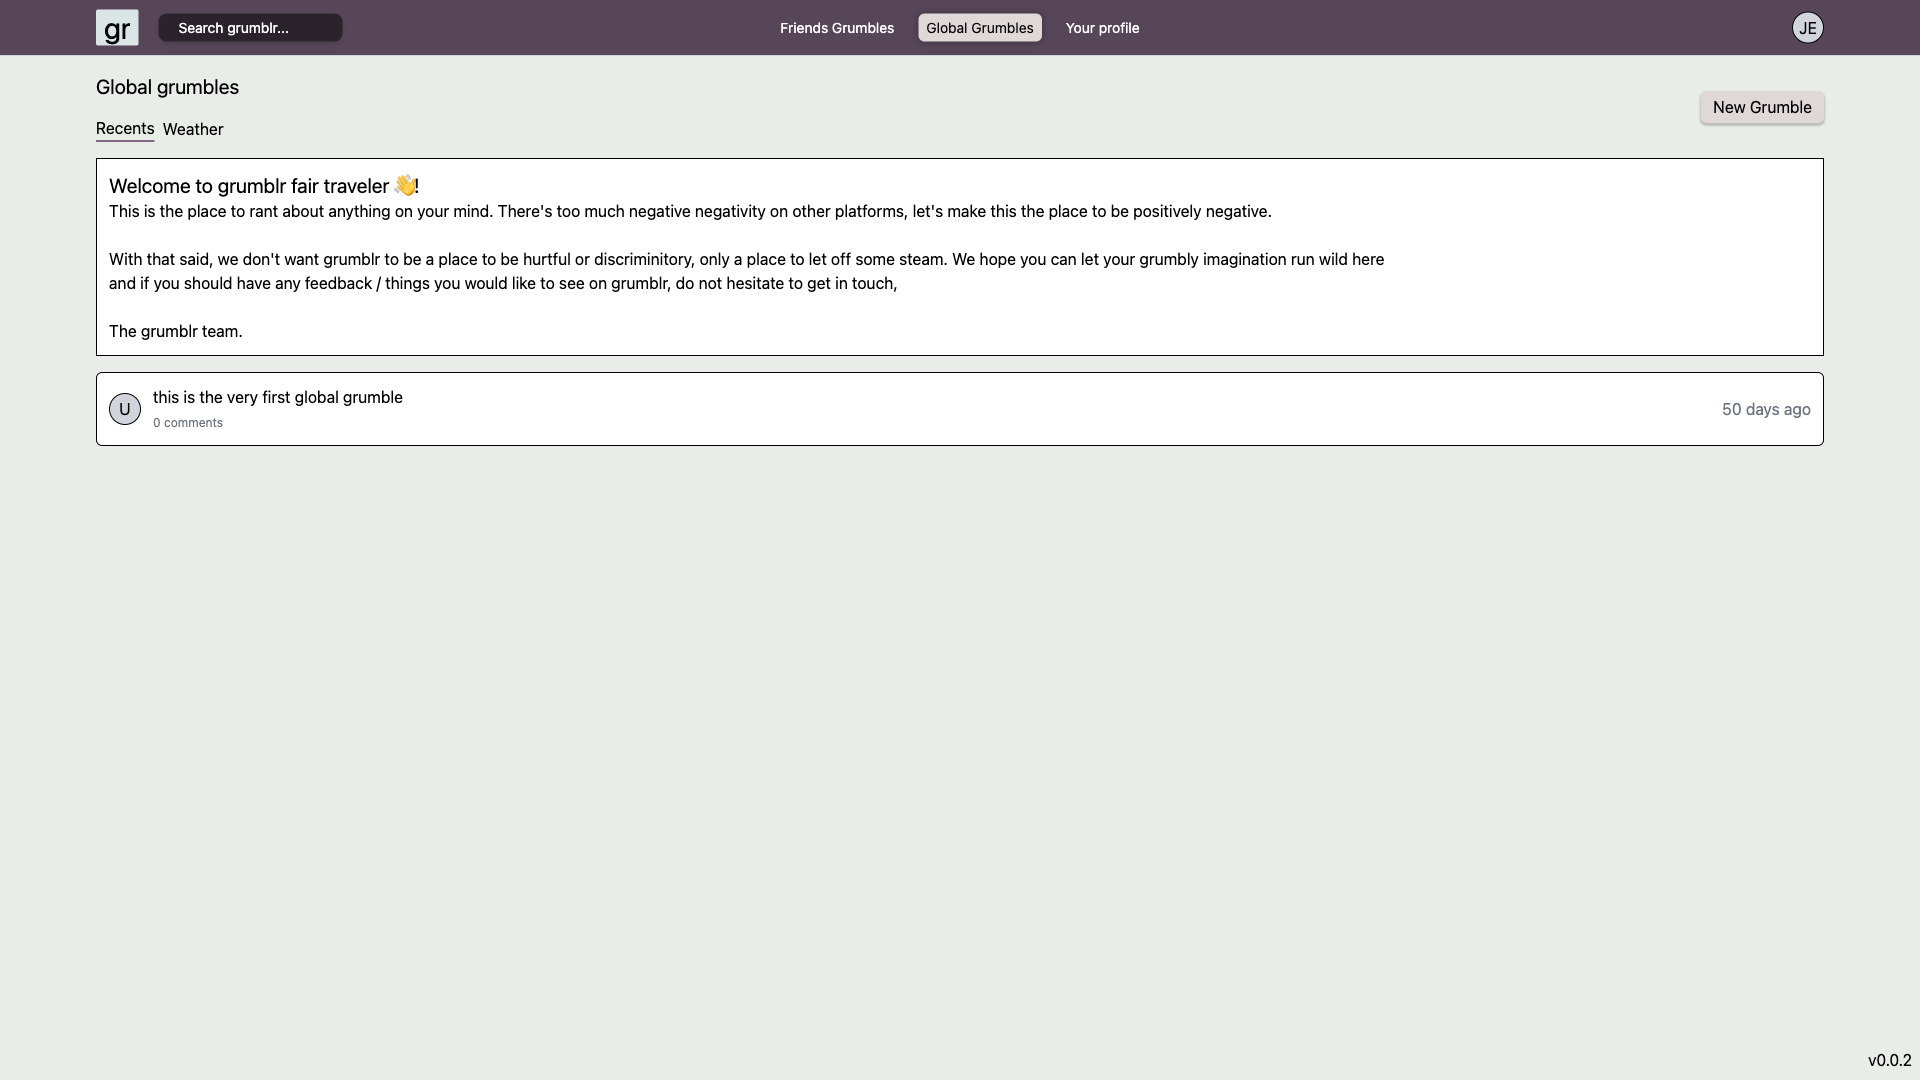 gr
Search grumblr...
Friends Grumbles
Global Grumbles
Your profile
JE
Global grumbles
New Grumble
Recents
Weather
Welcome to grumblr fair traveler 👋!
This is the place to rant about anything on your mind. There's too much negative negativity on other platforms, let's make this the place to be positively negative.
With that said, we don't want grumblr to be a place to be hurtful or discriminitory, only a place to let off some steam. We hope you can let your grumbly imagination run wild here
and if you should have any feedback / things you would like to see on grumblr, do not hesitate to get in touch,
The grumblr team.
U
this is the very first global grumble
0 comments
50 days ago
v0.0.2